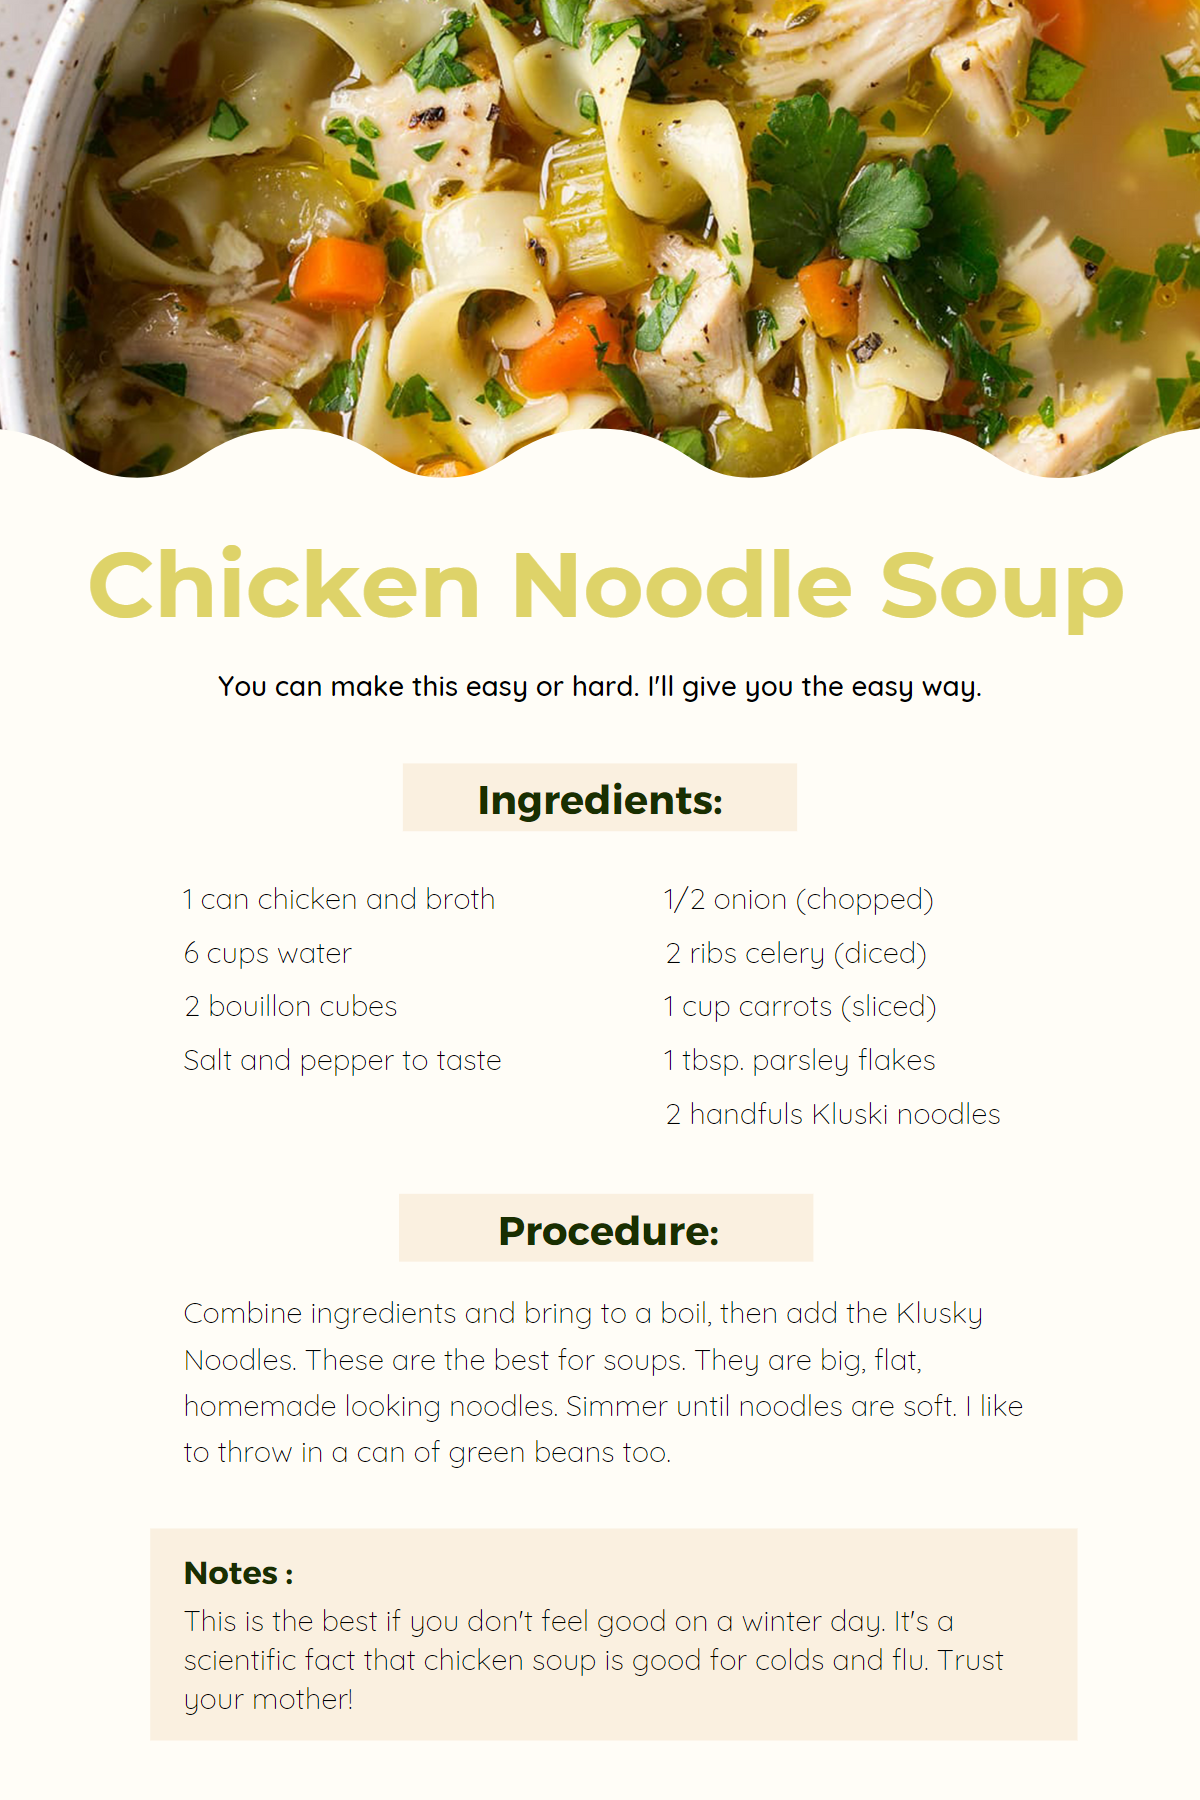 Chicken Noodle Soup
You can make this easy or hard. I'll give you the easy way.
Ingredients:
1 can chicken and broth
6 cups water
2 bouillon cubes
Salt and pepper to taste
1/2 onion (chopped)
2 ribs celery (diced)
1 cup carrots (sliced)
1 tbsp. parsley flakes
2 handfuls Kluski noodles
Procedure:
Combine ingredients and bring to a boil, then add the Klusky
Noodles. These are the best for soups. They are big, flat,
homemade looking noodles. Simmer until noodles are soft. I like
to throw in a can of green beans too.
Notes :
This is the best if you don't feel good on a winter day. It's a
scientific fact that chicken soup is good for colds and flu. Trust
your mother!